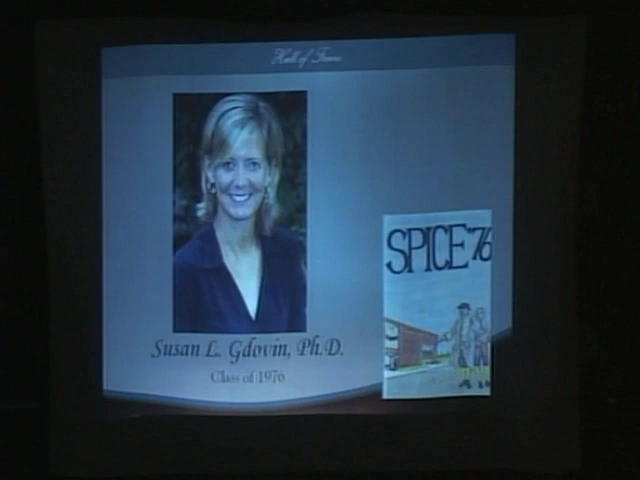 Hall of Fame
SPICE '76
Susan L. Gdovin, Ph.D.
Class of 1976